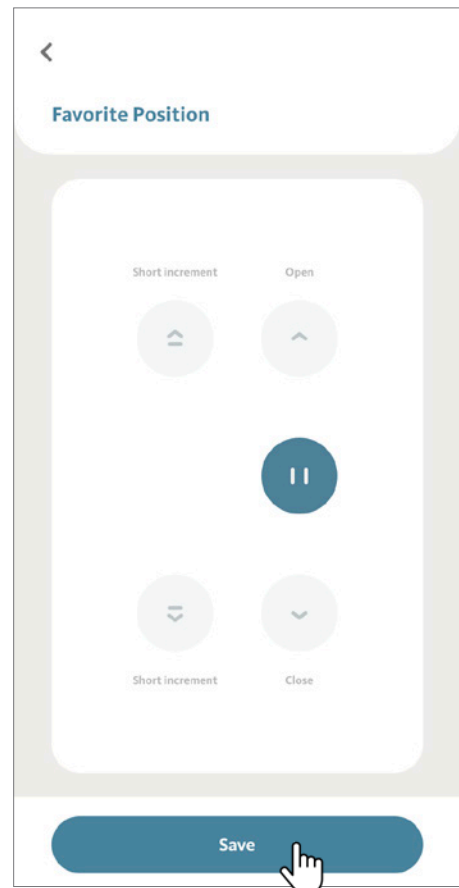 Favorite Position
Short increment Open
Short increment Close
Save